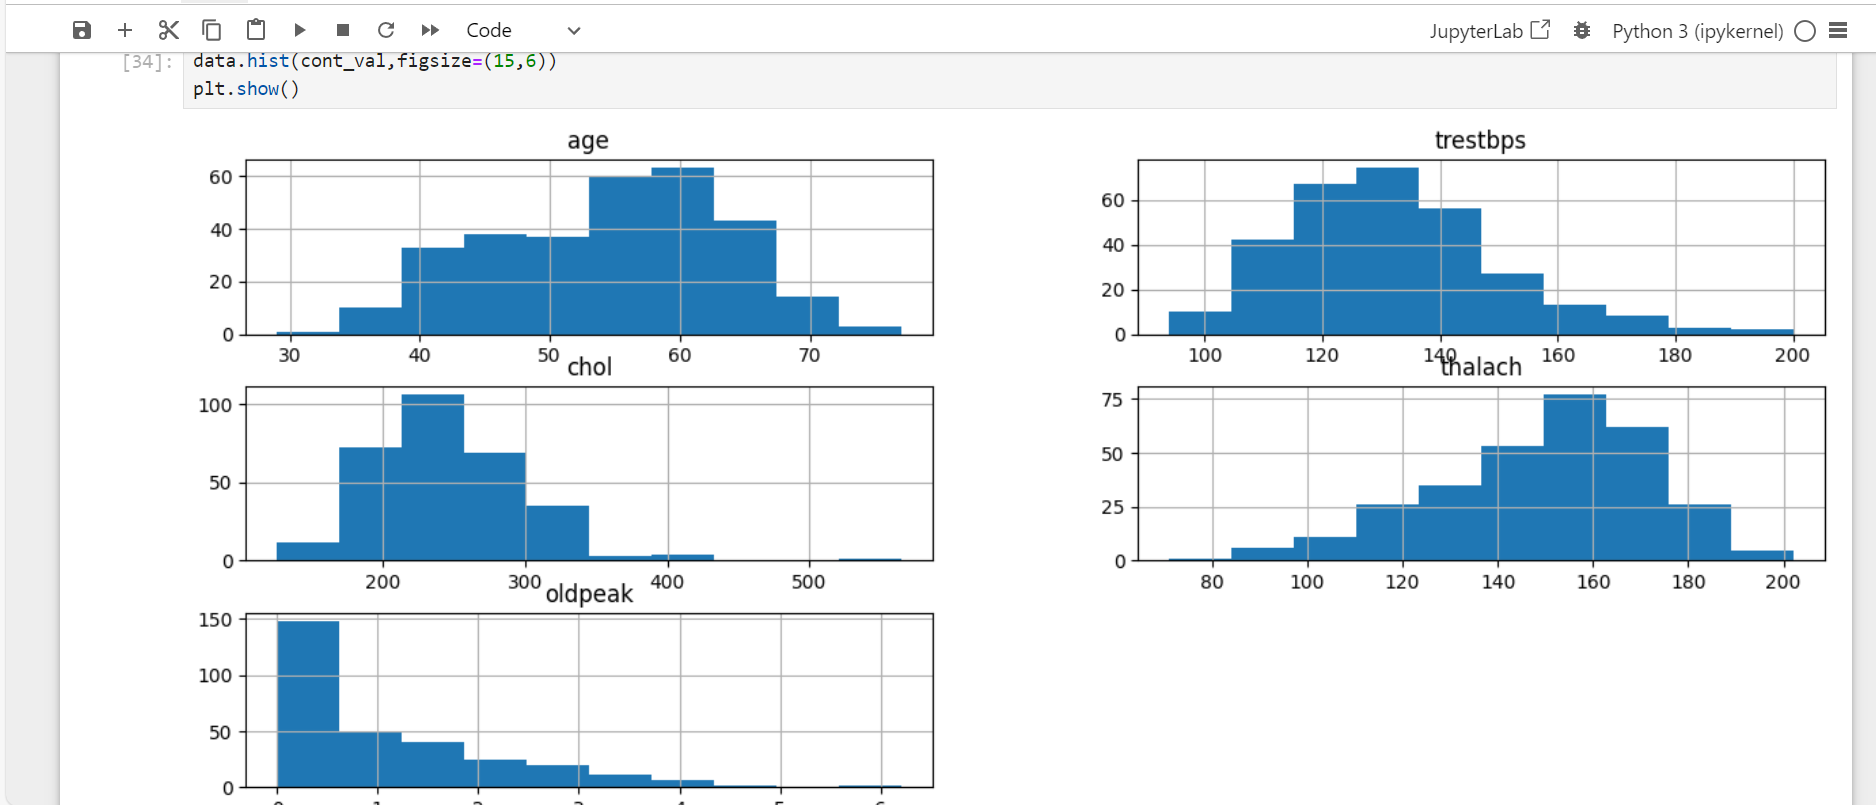 Code
JupyterLab
Python 3 (ipykernel)
[34]:
data.hist(cont_val,figsize=(15,6))
plt.show()
age
60
40
20
0
30 40 50 60 70
trestbps
60
40
20
0
100 120 140 160 180 200
chol
100
50
0
200 300 400 500
thalach
75
50
25
0
80 100 120 140 160 180 200
oldpeak
150
100
50
0